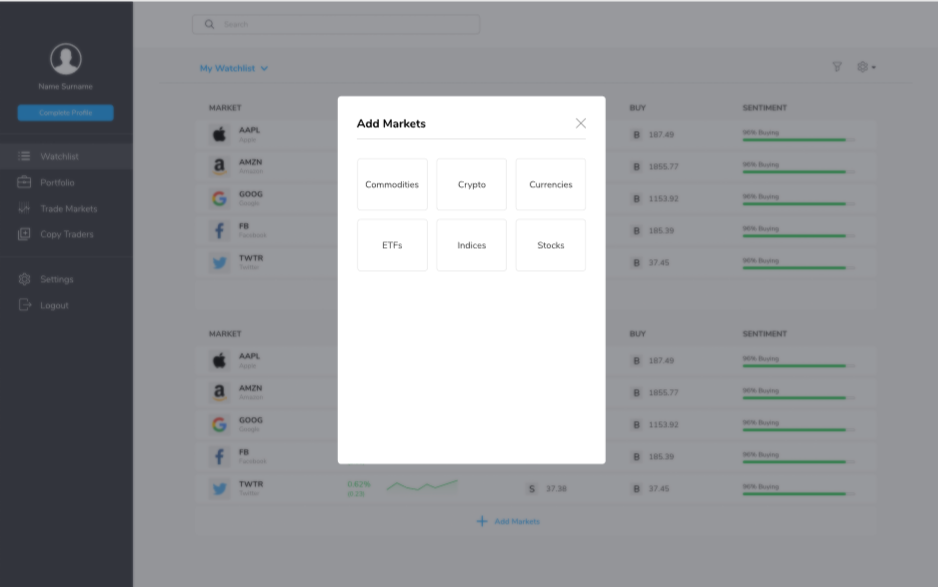 Search
Name Surname
Complete Profile
Watchlist
Portfolio
Trade Markets
Copy Traders
Settings
Logout
My Watchlist
MARKET BUY SENTIMENT
AAPL
Apple
B 187.49
96% Buying
AMZN
Amazon
B 1855.77
96% Buying
GOOG
Google
B 1153.92
96% Buying
FB
Facebook
B 185.39
96% Buying
TWTR
Twitter
B 37.45
96% Buying
MARKET BUY SENTIMENT
AAPL
Apple
B 187.49
96% Buying
AMZN
Amazon
B 1855.77
96% Buying
GOOG
Google
B 1153.92
96% Buying
FB
Facebook
B 185.39
96% Buying
TWTR
Twitter
0.62%
S 37.38
B 37.45
96% Buying
Add Markets
Add Markets
Commodities
Crypto
Currencies
ETFs
Indices
Stocks